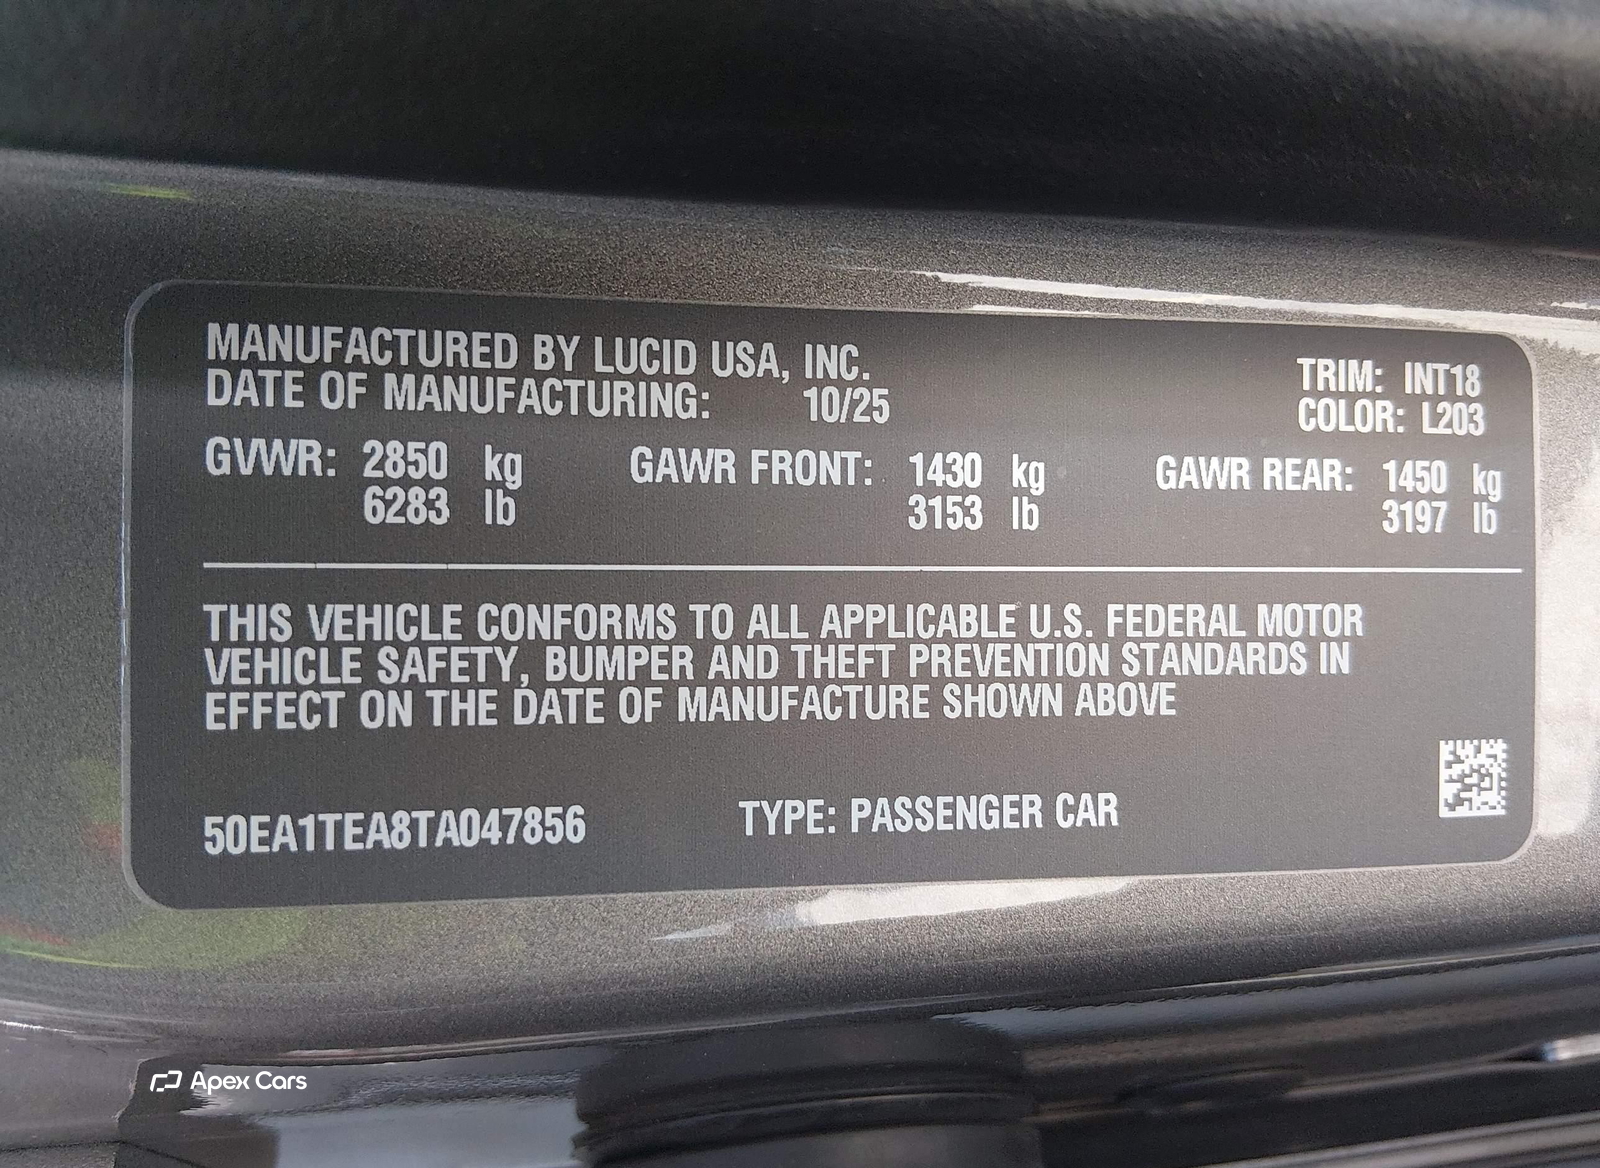 MANUFACTURED BY LUCID USA, INC.
DATE OF MANUFACTURING: 10/25
TRIM: INT18
COLOR: L203
GVWR: 2850 kg GAWR FRONT: 1430 kg GAWR REAR: 1450 kg
6283 lb 3153 lb 3197 lb
THIS VEHICLE CONFORMS TO ALL APPLICABLE U.S. FEDERAL MOTOR
VEHICLE SAFETY, BUMPER AND THEFT PREVENTION STANDARDS IN
EFFECT ON THE DATE OF MANUFACTURE SHOWN ABOVE
50EA1TEA8TA047856 TYPE: PASSENGER CAR
Apex Cars